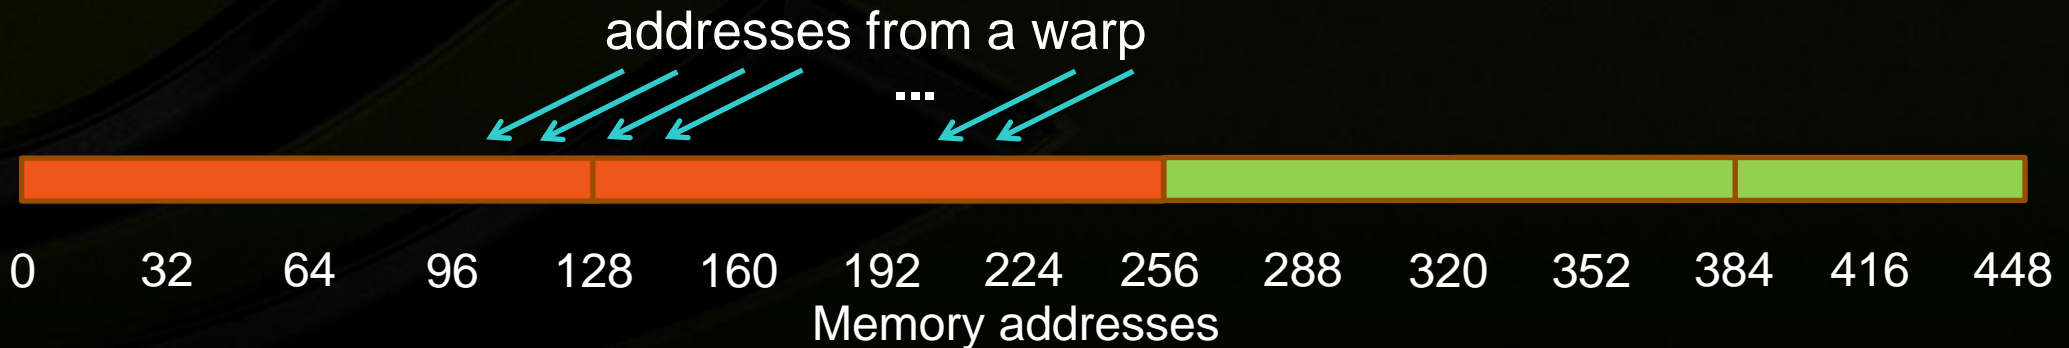 addresses from a warp
...
0 32 64 96 128 160 192 224 256 288 320 352 384 416 448
Memory addresses